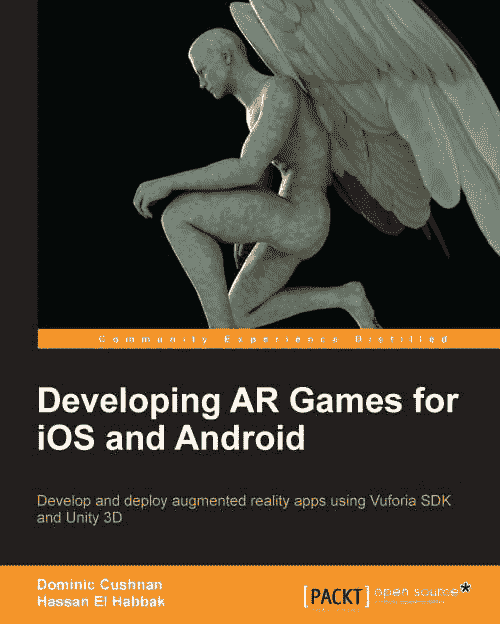 Community Experience Distilled
Developing AR Games for
iOS and Android
Develop and deploy augmented reality apps using Vuforia SDK
and Unity 3D
Dominic Cushnan
Hassan El Habbak
[PACKT] open source*